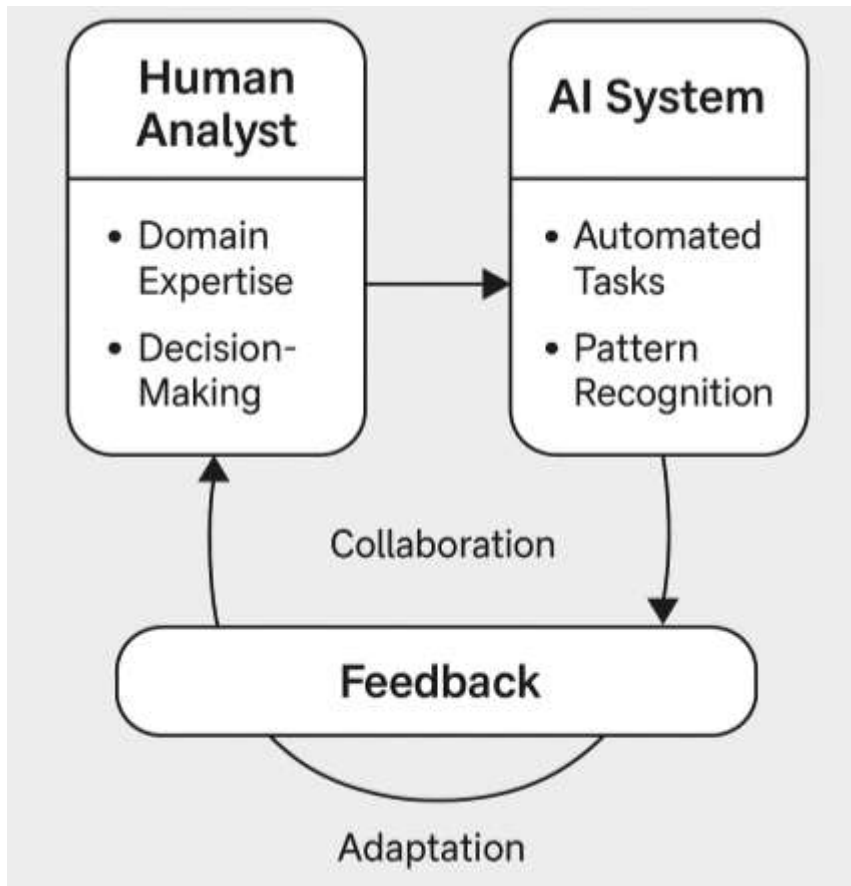 Human
Analyst
• Domain
Expertise
• Decision-
Making
AI System
• Automated
Tasks
• Pattern
Recognition
Collaboration
Feedback
Adaptation